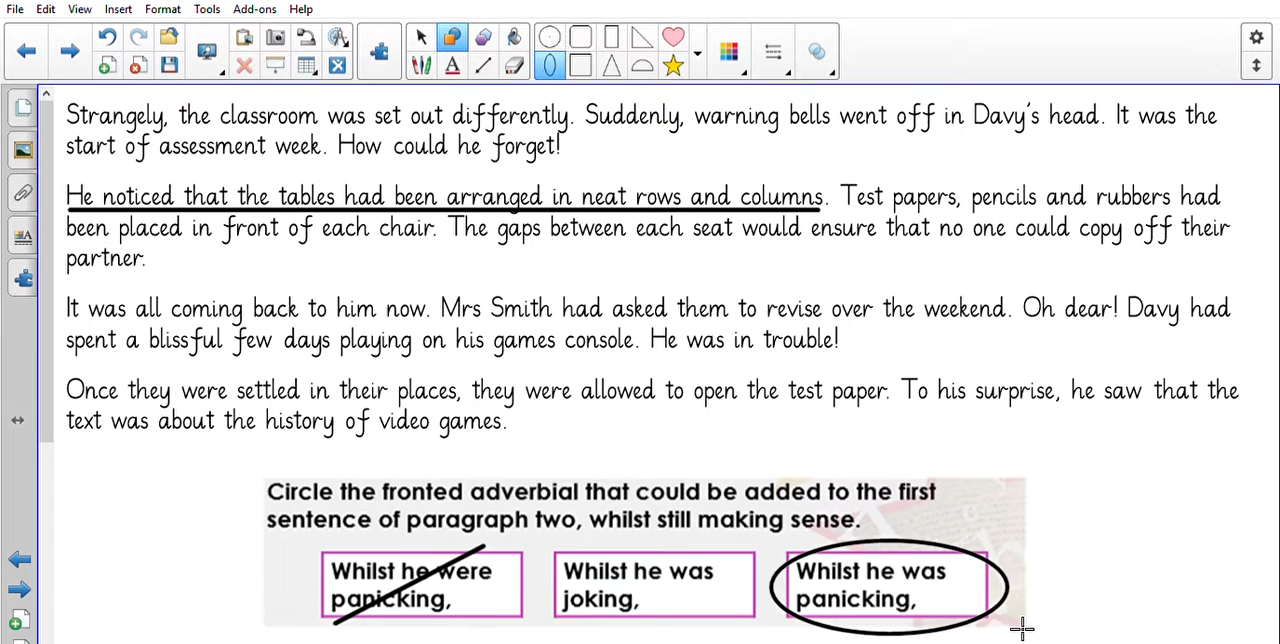 File Edit View Insert Format Tools Add-ons Help
Strangely, the classroom was set out differently. Suddenly, warning bells went off in Davy's head. It was the
start of assessment week. How could he forget!
He noticed that the tables had been arranged in neat rows and columns. Test papers, pencils and rubbers had
been placed in front of each chair. The gaps between each seat would ensure that no one could copy off their
partner.
It was all coming back to him now. Mrs Smith had asked them to revise over the weekend. Oh dear! Davy had
spent a blissful few days playing on his games console. He was in trouble!
Once they were settled in their places, they were allowed to open the test paper. To his surprise, he saw that the
text was about the history of video games.
Circle the fronted adverbial that could be added to the first
sentence of paragraph two, whilst still making sense.
Whilst he were
panicking,
Whilst he was
joking,
Whilst he was
panicking,